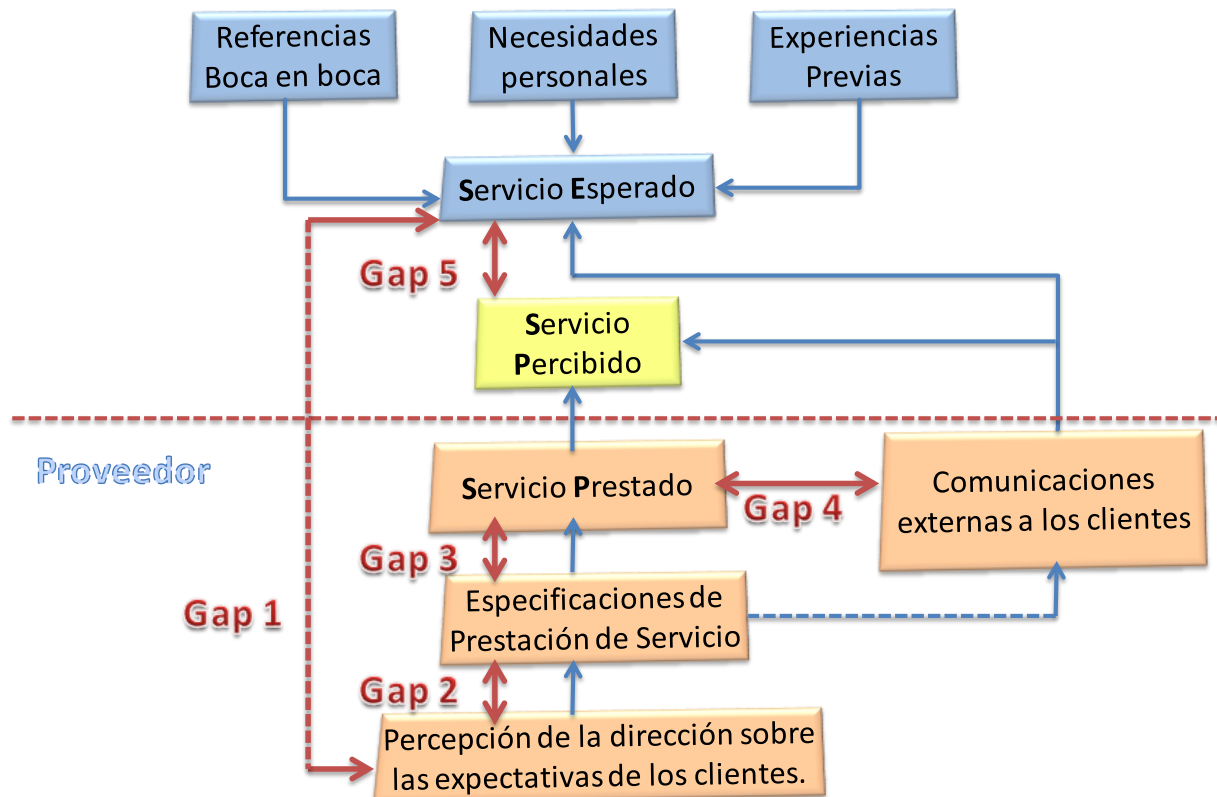 Referencias
Boca en boca
Necesidades
personales
Experiencias
Previas
Servicio Esperado
Gap 5
Servicio
Percibido
Proveedor
Servicio Prestado
Gap 4
Comunicaciones
externas a los clientes
Gap 3
Especificaciones de
Prestación de Servicio
Gap 1
Gap 2
Percepción de la dirección sobre
las expectativas de los clientes.